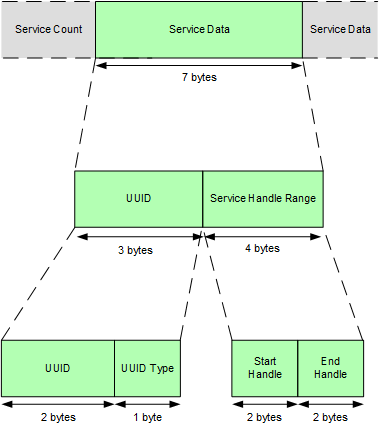 Service Count
Service Data
Service Data
7 bytes
UUID
Service Handle Range
3 bytes
4 bytes
UUID
UUID Type
Start
Handle
End
Handle
2 bytes
1 byte
2 bytes
2 bytes